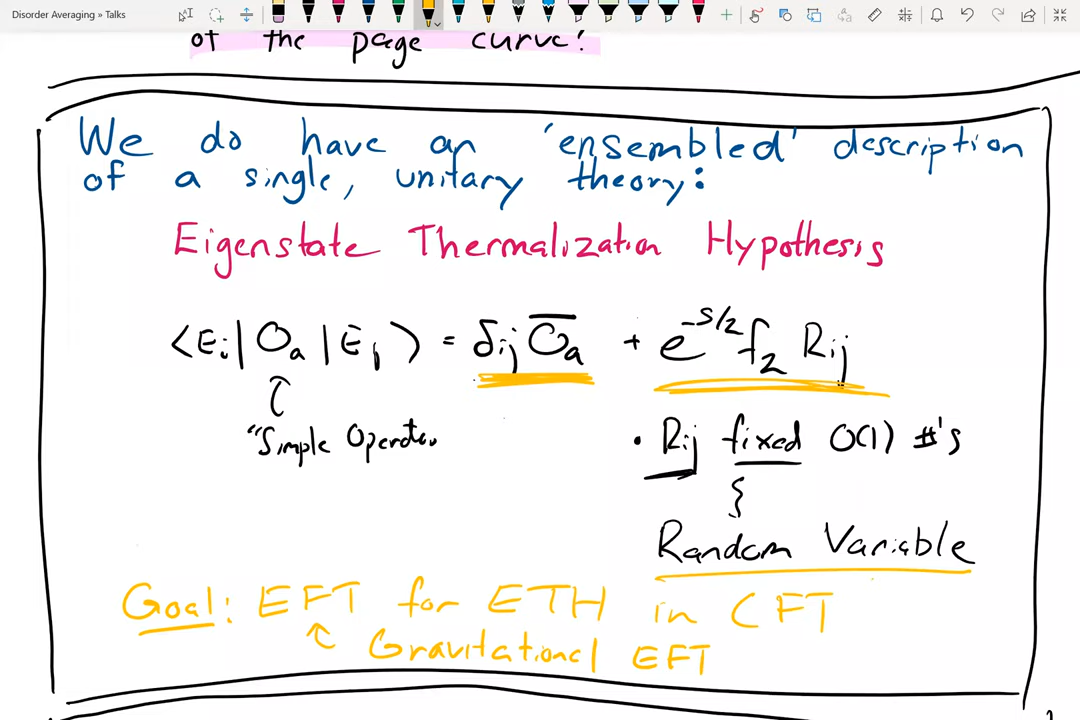 Disorder Averaging » Talks
of the page curve!
We do have an 'ensembled' description
of a single, unitary theory:
Eigenstate Thermalization Hypothesis
<Ei| Oa |Ej> = δij O̅a + e^-S/2 f2 Rij
"Simple Operator
• Rij fixed O(1) #'s
Random Variable
Goal: EFT for ETH in CFT
Gravitational EFT